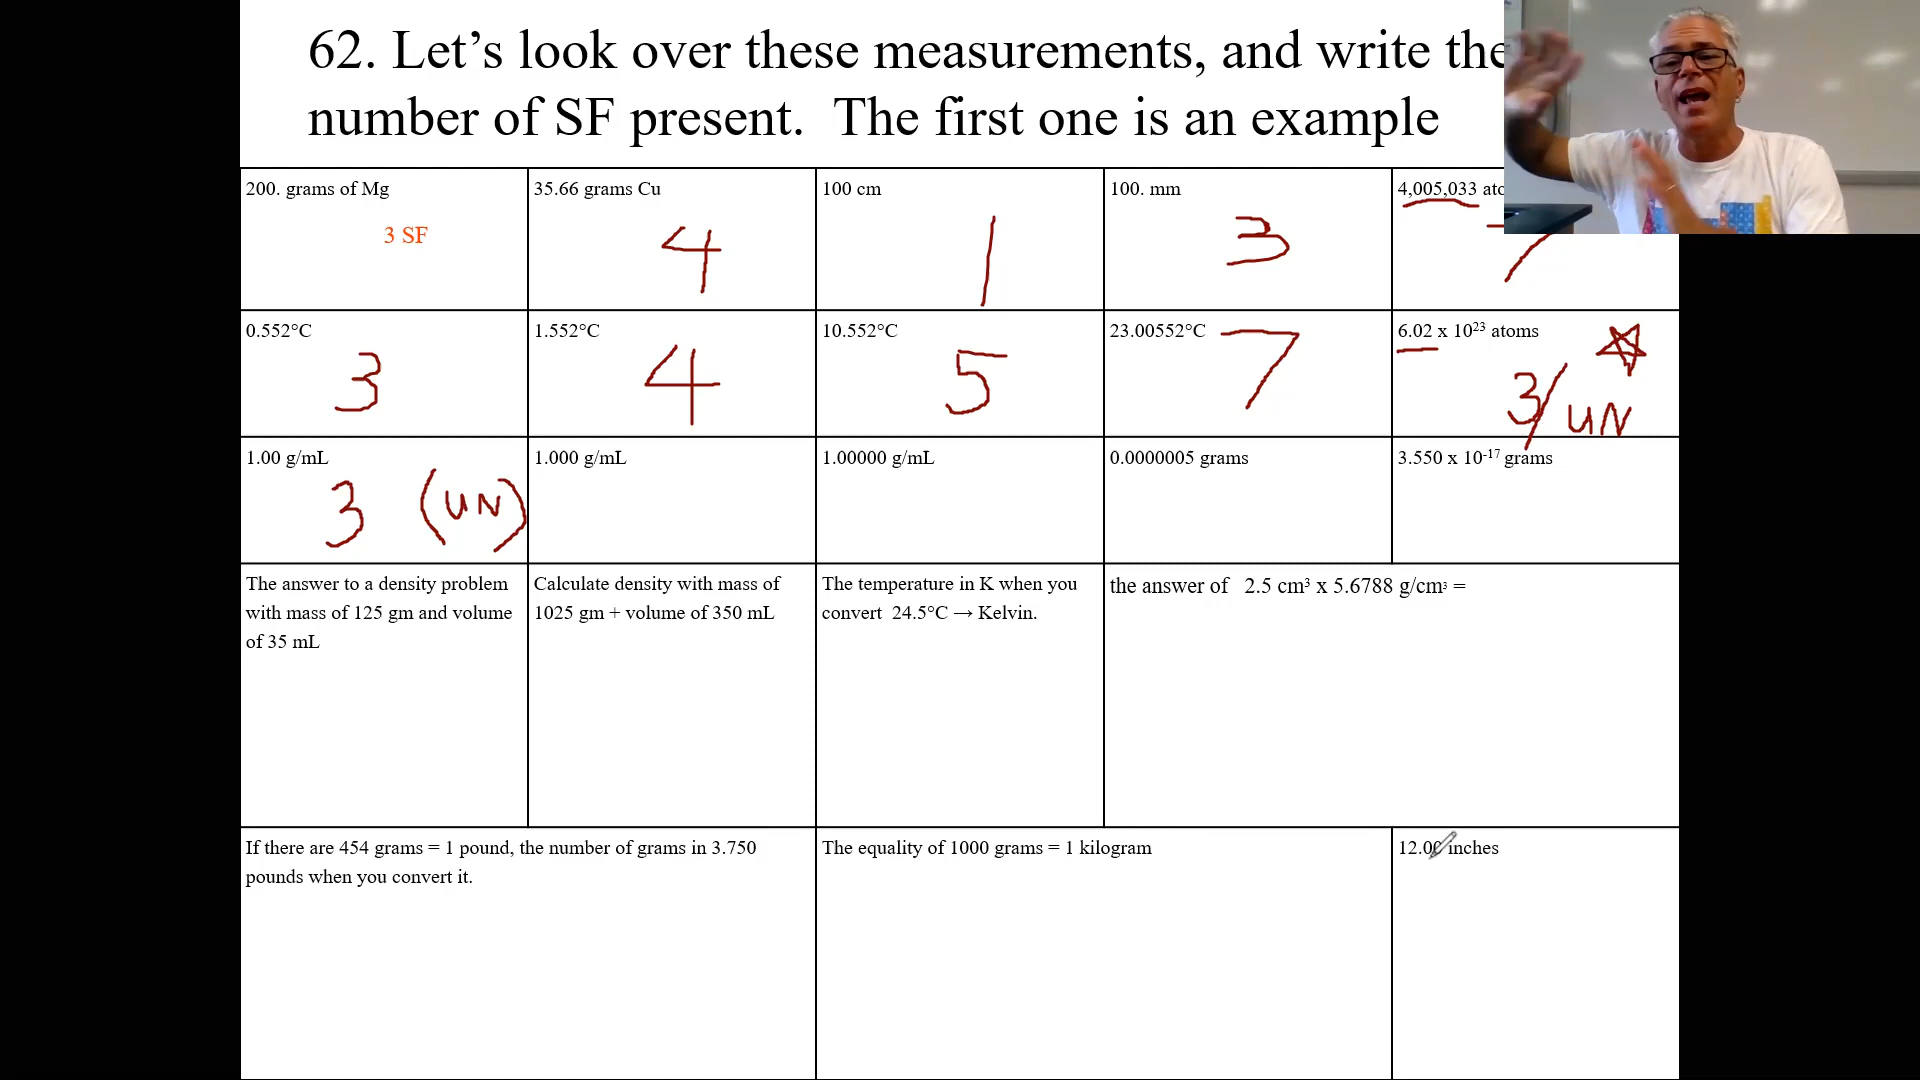 62. Let’s look over these measurements, and write the
number of SF present. The first one is an example
200. grams of Mg
3 SF
35.66 grams Cu
4
100 cm
1
100. mm
3
4,005,033
7
0.552°C
3
1.552°C
4
10.552°C
5
23.00552°C
7
6.02 x 10²³ atoms
3/UN
1.00 g/mL
3 (UN)
1.000 g/mL
1.00000 g/mL
0.0000005 grams
3.550 x 10⁻¹⁷ grams
The answer to a density problem
with mass of 125 gm and volume
of 35 mL
Calculate density with mass of
1025 gm + volume of 350 mL
The temperature in K when you
convert 24.5°C → Kelvin.
the answer of 2.5 cm³ x 5.6788 g/cm³ =
If there are 454 grams = 1 pound, the number of grams in 3.750
pounds when you convert it.
The equality of 1000 grams = 1 kilogram
12.00 inches